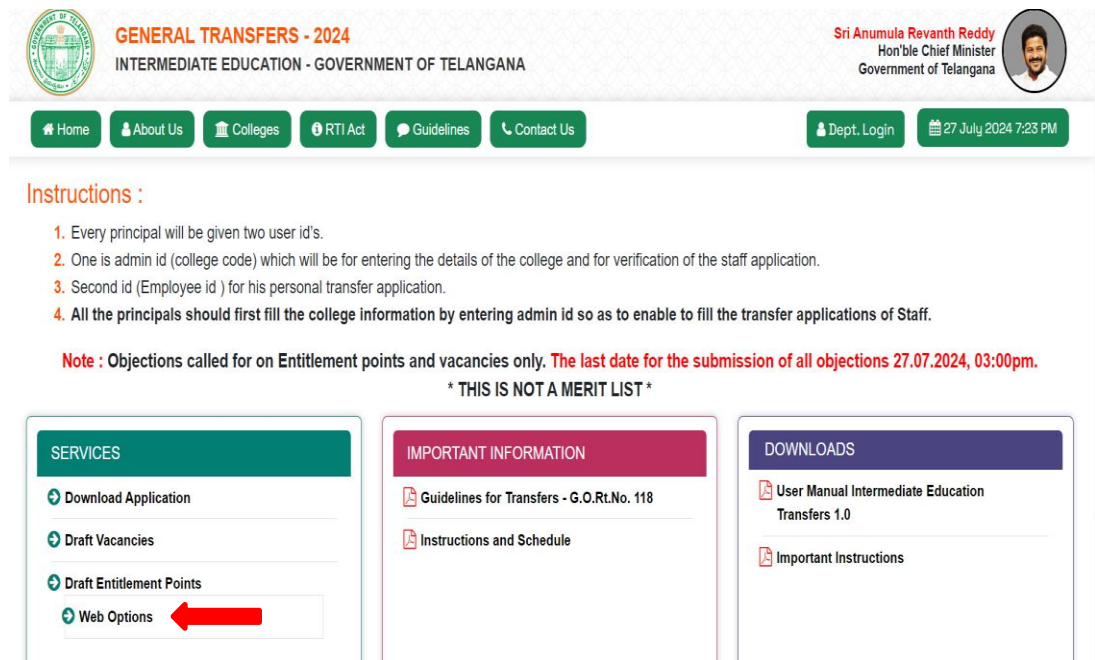 GENERAL TRANSFERS - 2024
INTERMEDIATE EDUCATION - GOVERNMENT OF TELANGANA
Sri Anumula Revanth Reddy
Hon'ble Chief Minister
Government of Telangana
Home
About Us
Colleges
RTI Act
Guidelines
Contact Us
Dept. Login
27 July 2024 7:23 PM
Instructions :
1. Every principal will be given two user id's.
2. One is admin id (college code) which will be for entering the details of the college and for verification of the staff application.
3. Second id (Employee id ) for his personal transfer application.
4. All the principals should first fill the college information by entering admin id so as to enable to fill the transfer applications of Staff.
Note : Objections called for on Entitlement points and vacancies only. The last date for the submission of all objections 27.07.2024, 03:00pm.
* THIS IS NOT A MERIT LIST *
SERVICES
Download Application
Draft Vacancies
Draft Entitlement Points
Web Options
IMPORTANT INFORMATION
Guidelines for Transfers - G.O.Rt.No. 118
Instructions and Schedule
DOWNLOADS
User Manual Intermediate Education
Transfers 1.0
Important Instructions